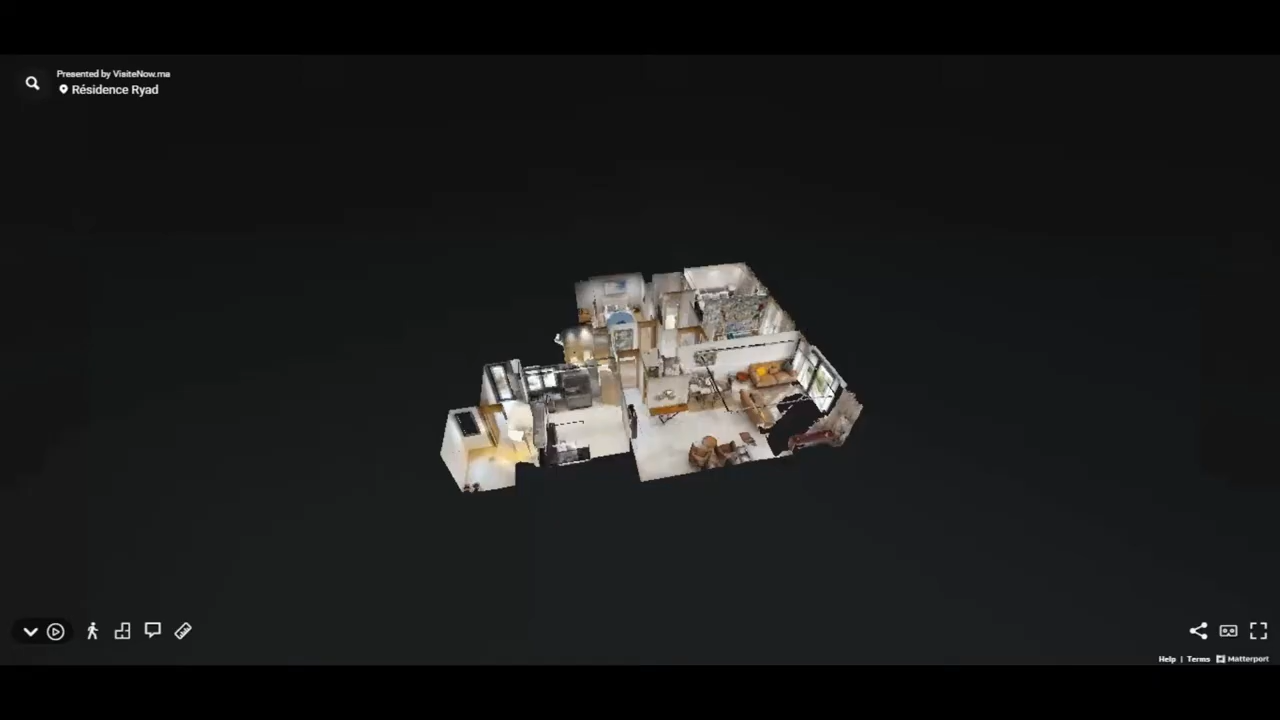 Presented by VisiteNow.ma
Résidence Ryad
Help | Terms Matterport